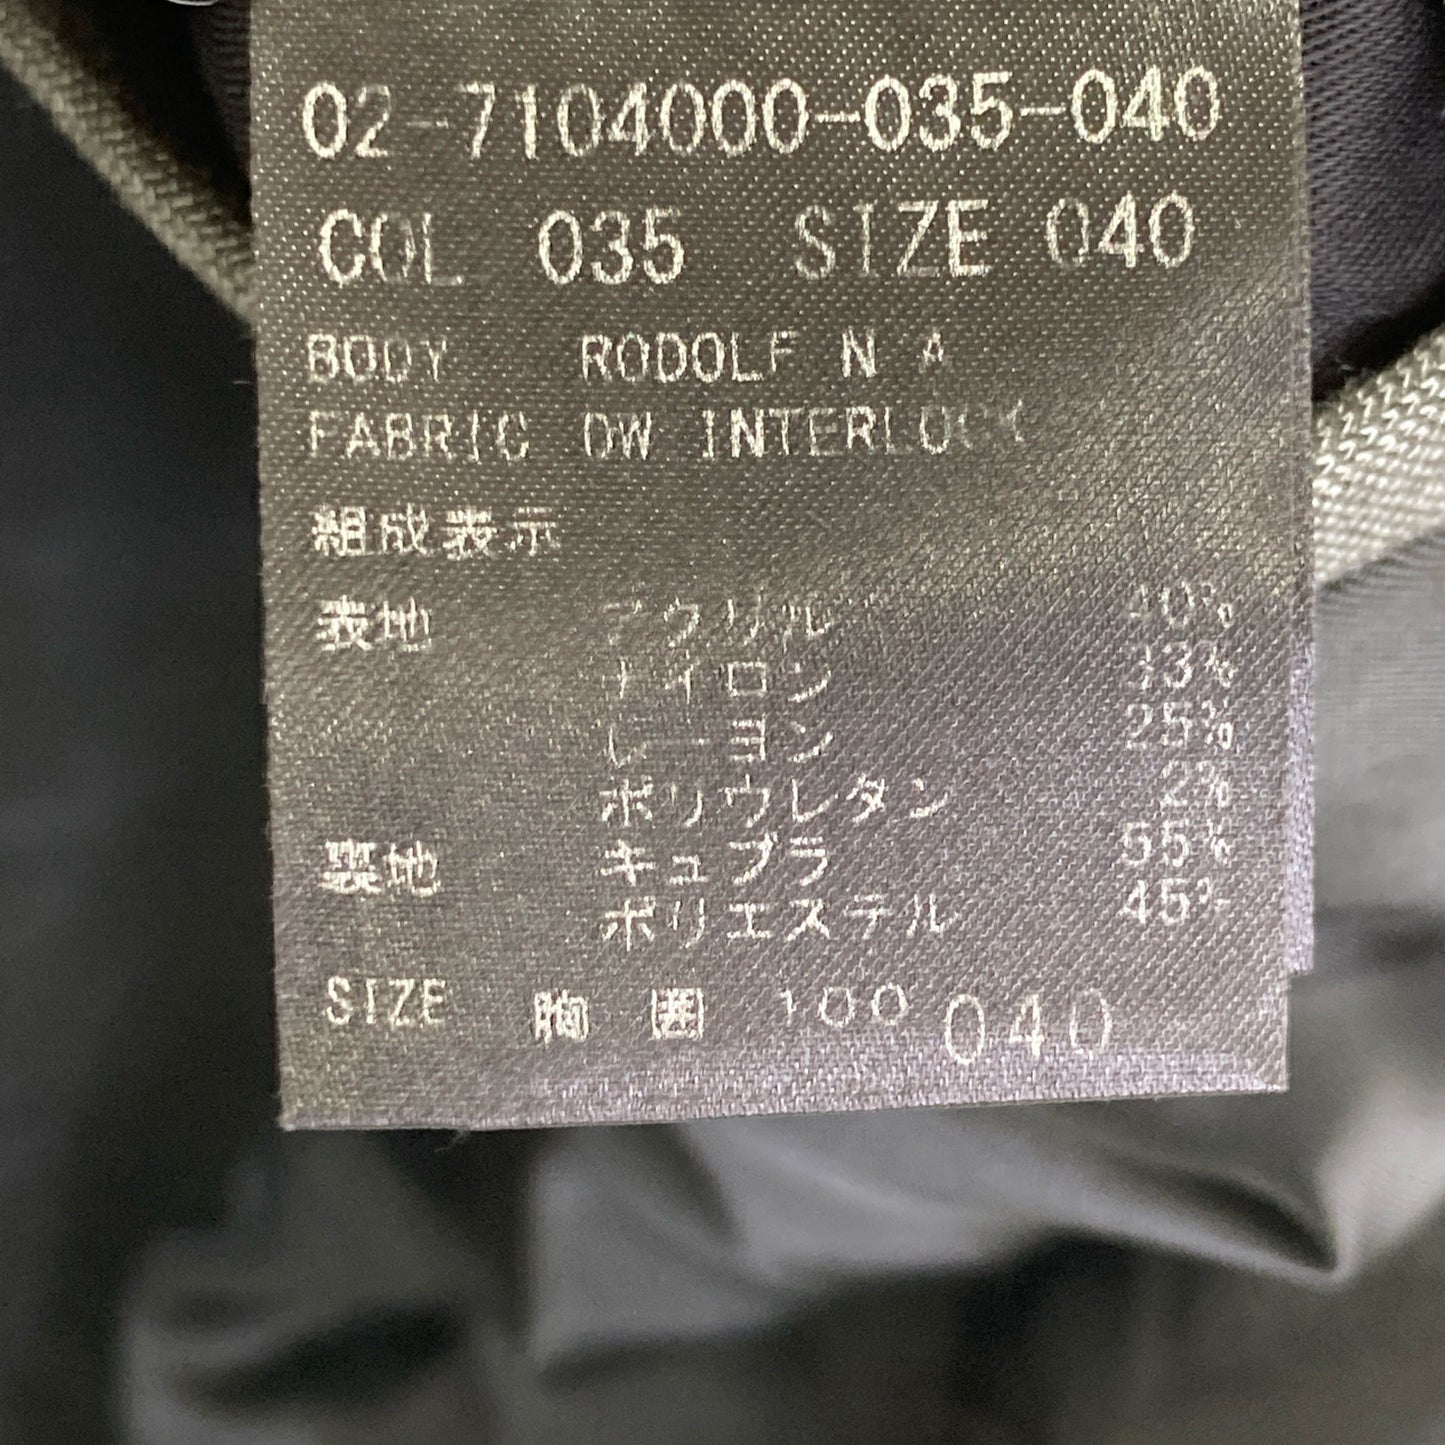 02-7104000-035-040
COL 035 SIZE 040
BODY RODOLF N A
FABRIC DW INTERLOCK
組成表示
表地 アクリル 40%
ナイロン 13%
レーヨン 25%
ポリウレタン 2%
裏地 キュプラ 55%
ポリエステル 45%
SIZE 胸囲 100 040